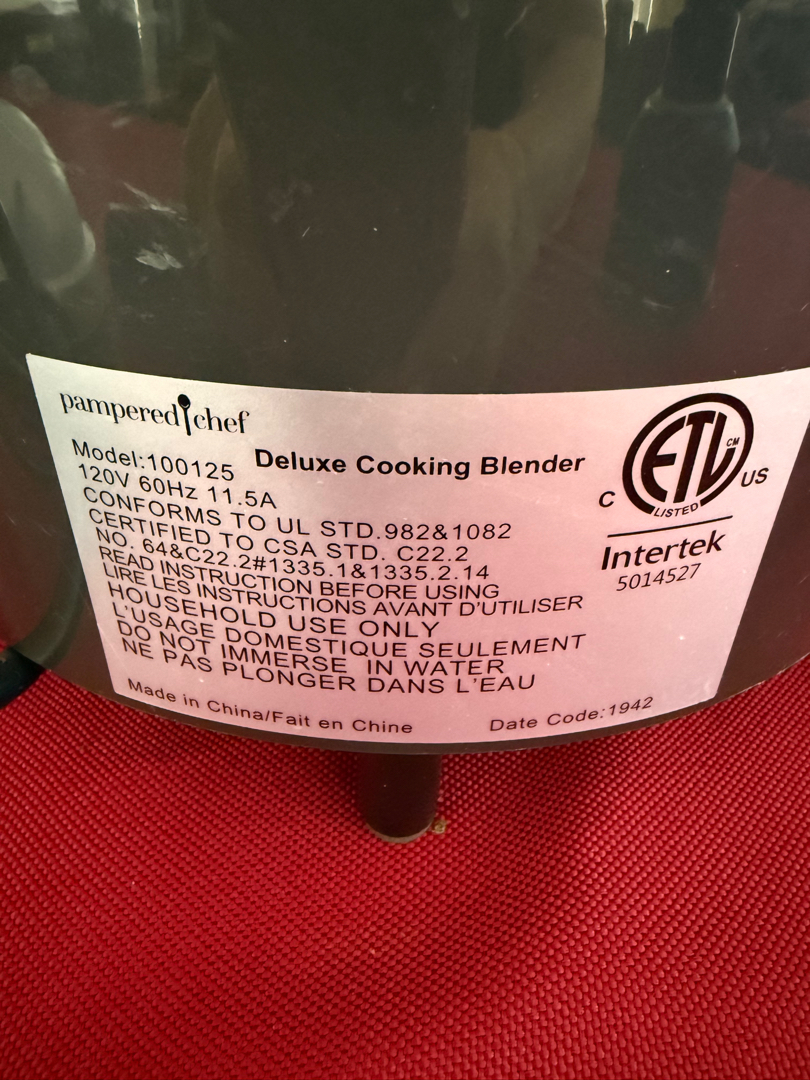 pampered chef
Deluxe Cooking Blender
Model:100125
120V 60Hz 11.5A
CONFORMS TO UL STD.982&1082
CERTIFIED TO CSA STD. C22.2
NO. 64&C22.2#1335.1&1335.2.14
READ INSTRUCTION BEFORE USING
LIRE LES INSTRUCTIONS AVANT D'UTILISER
HOUSEHOLD USE ONLY
L'USAGE DOMESTIQUE SEULEMENT
DO NOT IMMERSE IN WATER
NE PAS PLONGER DANS L'EAU
Made in China/Fait en Chine
Date Code:1942
ETL CM
C LISTED US
Intertek
5014527